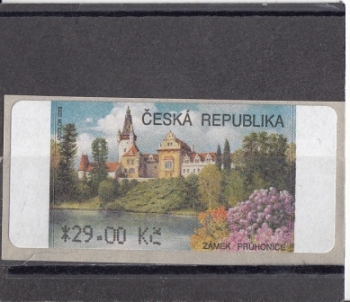 ČESKÁ REPUBLIKA
*29.00 Kč
ZÁMEK PRŮHONICE